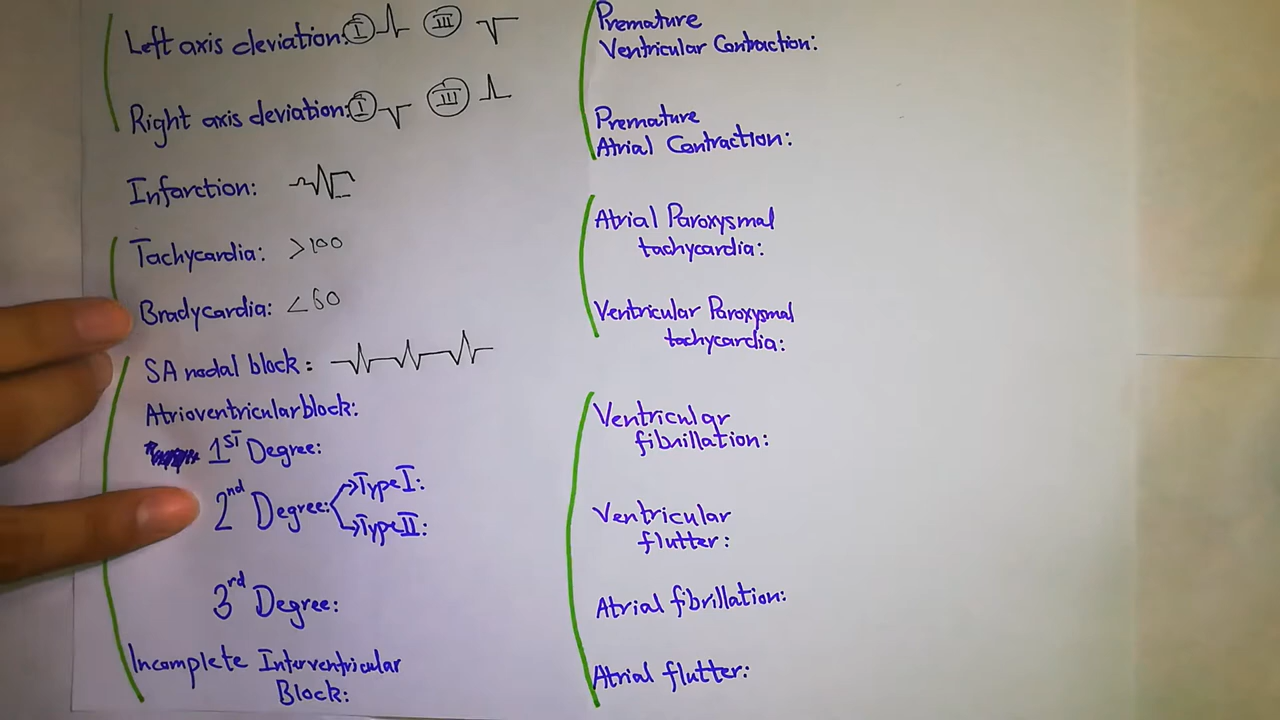 Left axis deviation: I III
Right axis deviation: I III
Infarction:
Tachycardia: >100
Bradycardia: <60
SA nodal block:
Atrioventricular block:
1ST Degree:
2nd Degree: →Type I:
→Type II:
3rd Degree:
Incomplete Interventricular
Block:
Premature
Ventricular Contraction:
Premature
Atrial Contraction:
Atrial Paroxysmal
tachycardia:
Ventricular Paroxysmal
tachycardia:
Ventricular
fibrillation:
Ventricular
flutter:
Atrial fibrillation:
Atrial flutter: